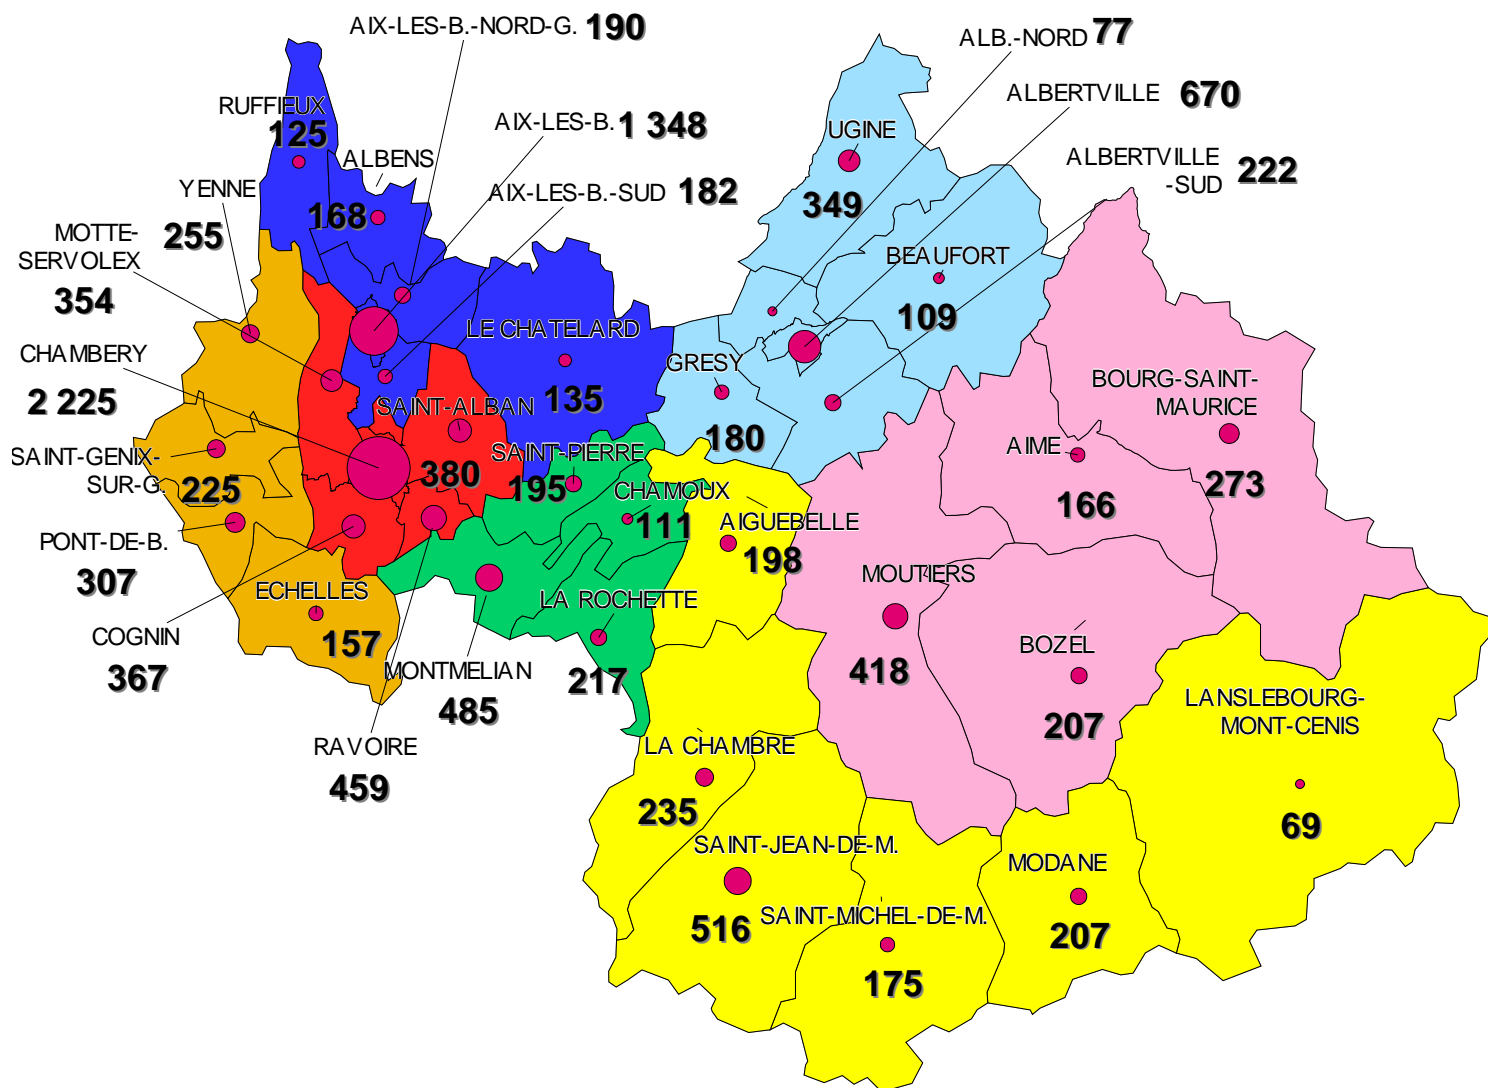 AIX-LES-B.-NORD-G. 190
ALB.-NORD 77
RUFFIEUX
125
AIX-LES-B. 1 348
ALBERTVILLE 670
UGINE
349
ALBENS
168
ALBERTVILLE
-SUD 222
YENNE
255
AIX-LES-B.-SUD 182
MOTTE-
SERVOLEX
354
BEAUFORT
109
CHAMBERY
2 225
LE CHATELARD
135
GRESY
180
BOURG-SAINT-
MAURICE
273
SAINT-ALBAN
380
SAINT-PIERRE
195
AIME
166
SAINT-GENIX-
SUR-G.
225
CHAMOUX
111
AIGUEBELLE
198
PONT-DE-B.
307
MOUTIERS
418
ECHELLES
157
LA ROCHETTE
217
COGNIN
367
MONTMELIAN
485
BOZEL
207
LANSLEBOURG-
MONT-CENIS
69
RAVOIRE
459
LA CHAMBRE
235
SAINT-JEAN-DE-M.
516
MODANE
207
SAINT-MICHEL-DE-M.
175